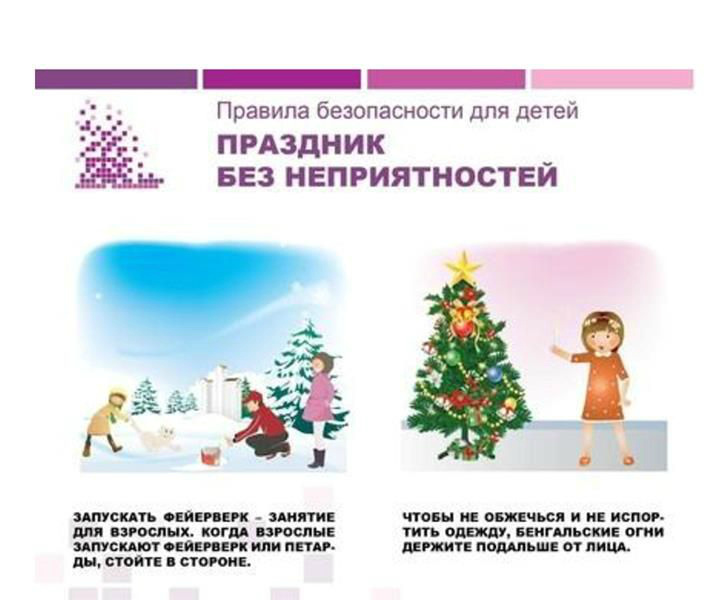 Правила безопасности для детей
ПРАЗДНИК
БЕЗ НЕПРИЯТНОСТЕЙ
ЗАПУСКАТЬ ФЕЙЕРВЕРК – ЗАНЯТИЕ
ДЛЯ ВЗРОСЛЫХ. КОГДА ВЗРОСЛЫЕ
ЗАПУСКАЮТ ФЕЙЕРВЕРК ИЛИ ПЕТАР-
ДЫ, СТОЙТЕ В СТОРОНЕ.
ЧТОБЫ НЕ ОБЖЕЧЬСЯ И НЕ ИСПОР-
ТИТЬ ОДЕЖДУ, БЕНГАЛЬСКИЕ ОГНИ
ДЕРЖИТЕ ПОДАЛЬШЕ ОТ ЛИЦА.